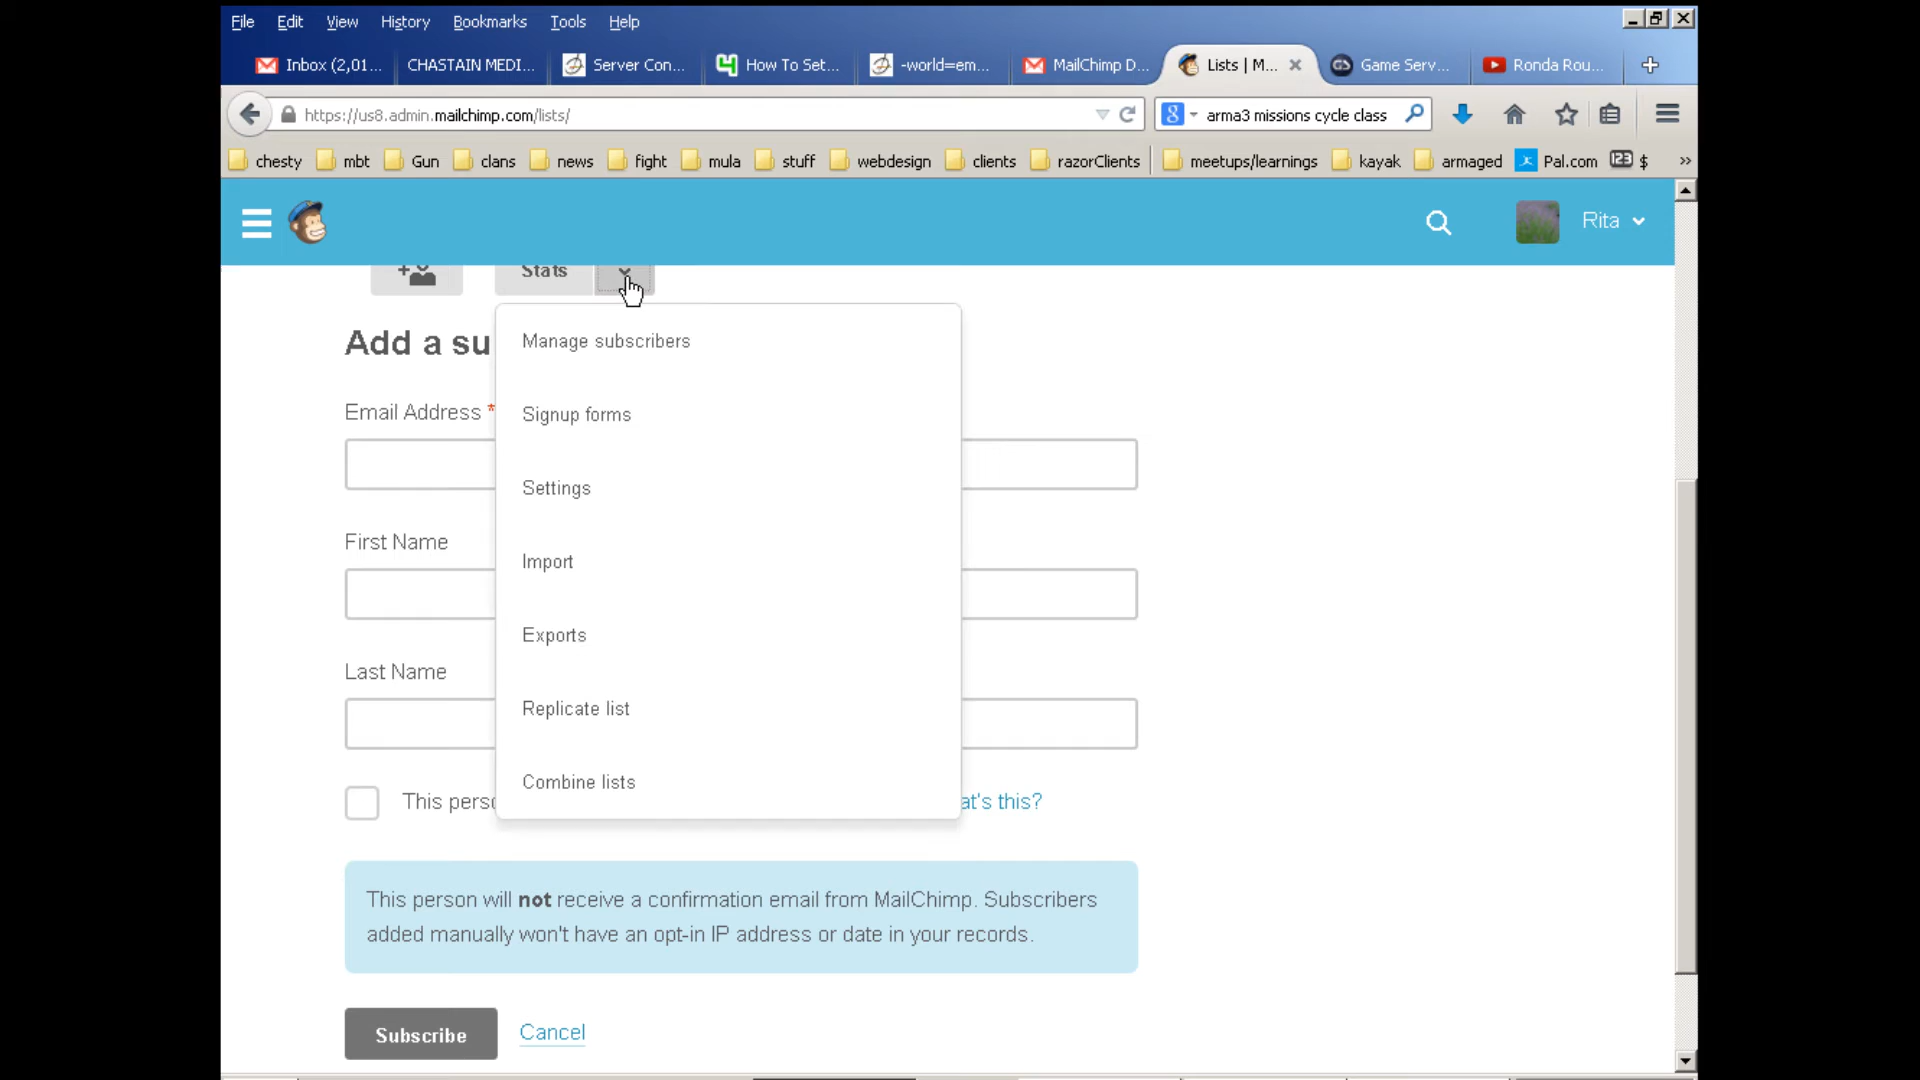 File Edit View History Bookmarks Tools Help
Inbox (2,01... CHASTAIN MEDI... Server Con... How To Set... -world=em... MailChimp D... Lists | M... Game Serv... Ronda Rou...
https://us8.admin.mailchimp.com/lists/ arma3 missions cycle class
chesty mbt Gun clans news fight mula stuff webdesign clients razorClients meetups/learnings kayak armaged Pal.com $
Rita
Stats
Manage subscribers
Add a su
Email Address *
Signup forms
Settings
First Name
Import
Exports
Last Name
Replicate list
Combine lists
This perso at's this?
This person will not receive a confirmation email from MailChimp. Subscribers
added manually won't have an opt-in IP address or date in your records.
Subscribe Cancel